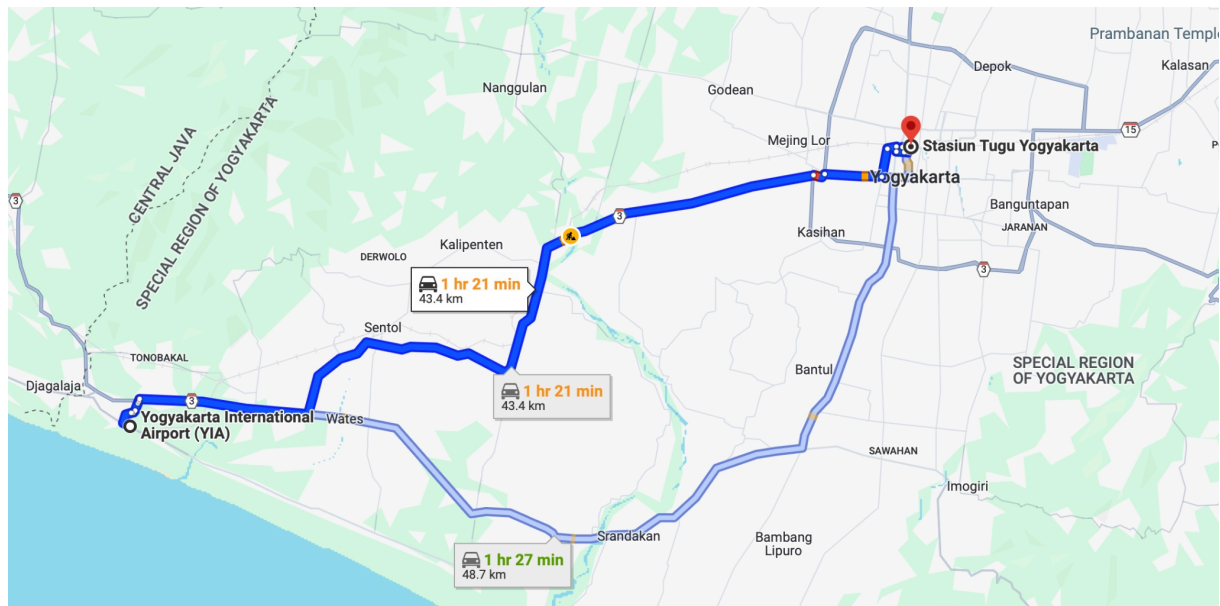 Prambanan Temple
Depok
Kalasan
Nanggulan
Godean
15
Mejing Lor
Stasiun Tugu Yogyakarta
Yogyakarta
CENTRAL JAVA
SPECIAL REGION OF YOGYAKARTA
3
3
Banguntapan
JARANAN
Kasihan
Kalipenten
DERWOLO
3
1 hr 21 min
43.4 km
Sentol
TONOBAKAL
SPECIAL REGION
OF YOGYAKARTA
Bantul
Djagalaja
1 hr 21 min
43.4 km
3
Yogyakarta International
Airport (YIA)
Wates
SAWAHAN
Imogiri
Srandakan
Bambang
Lipuro
1 hr 27 min
48.7 km